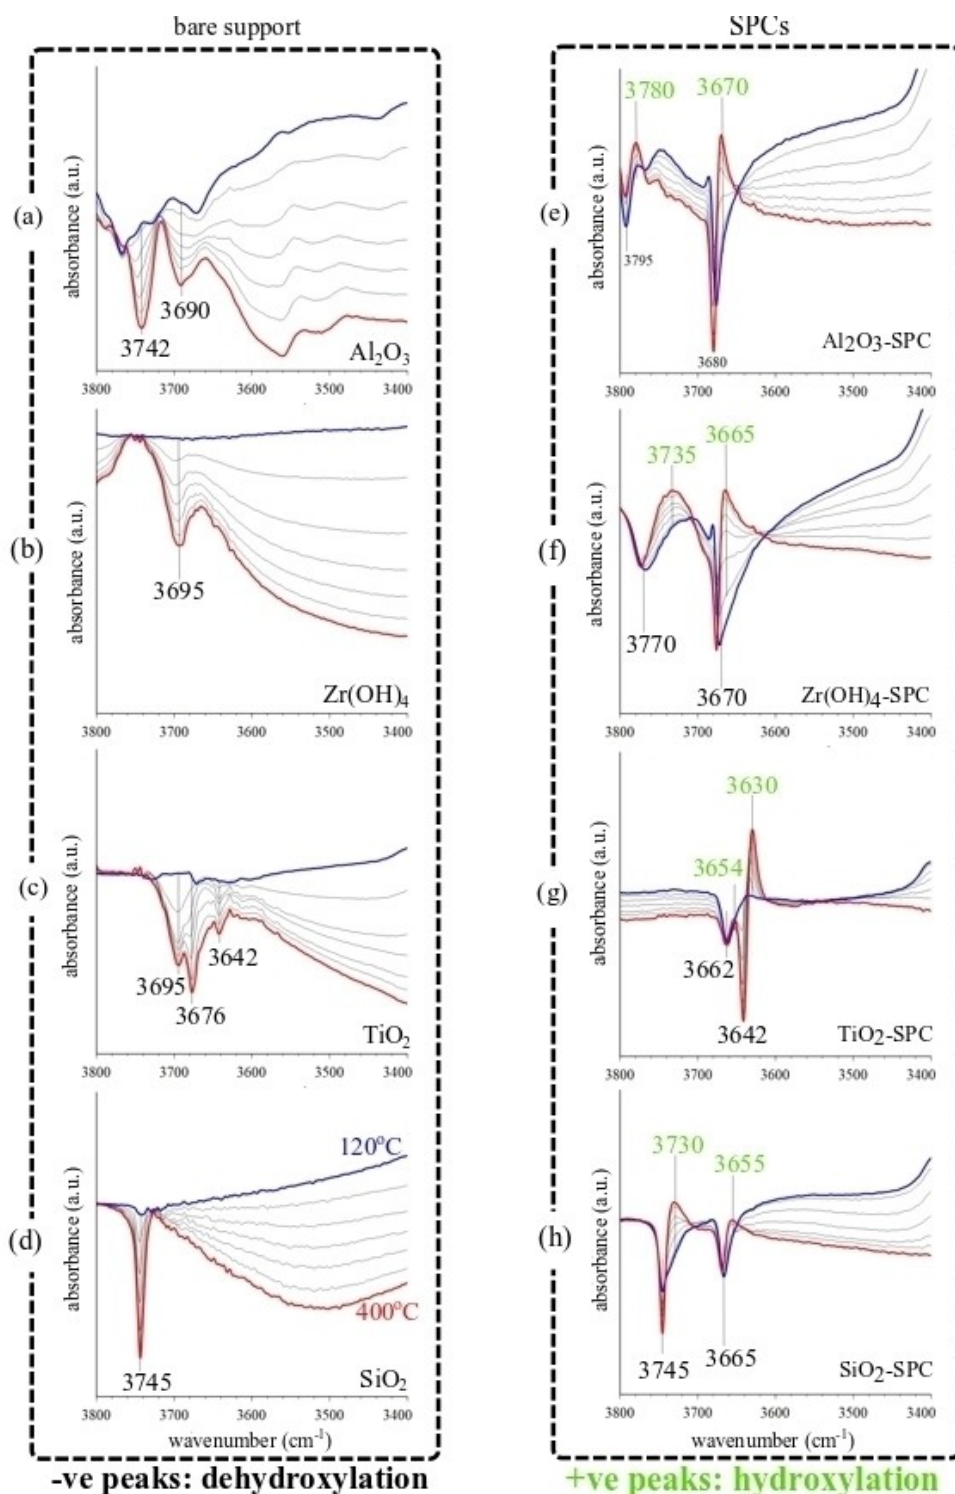 bare support
SPCs
(a)
absorbance (a.u.)
3742
3690
Al₂O₃
3800 3700 3600 3500 3400
(e)
absorbance (a.u.)
3780
3670
3795
3680
Al₂O₃-SPC
3800 3700 3600 3500 3400
(b)
absorbance (a.u.)
3695
Zr(OH)₄
3800 3700 3600 3500 3400
(f)
absorbance (a.u.)
3735
3665
3770
3670
Zr(OH)₄-SPC
3800 3700 3600 3500 3400
(c)
absorbance (a.u.)
3695
3676
3642
TiO₂
3800 3700 3600 3500 3400
(g)
absorbance (a.u.)
3630
3654
3662
3642
TiO₂-SPC
3800 3700 3600 3500 3400
(d)
absorbance (a.u.)
120°C
400°C
3745
SiO₂
3800 3700 3600 3500 3400
wavenumber (cm⁻¹)
(h)
absorbance (a.u.)
3730
3655
3745
3665
SiO₂-SPC
3800 3700 3600 3500 3400
wavenumber (cm⁻¹)
-ve peaks: dehydroxylation
+ve peaks: hydroxylation